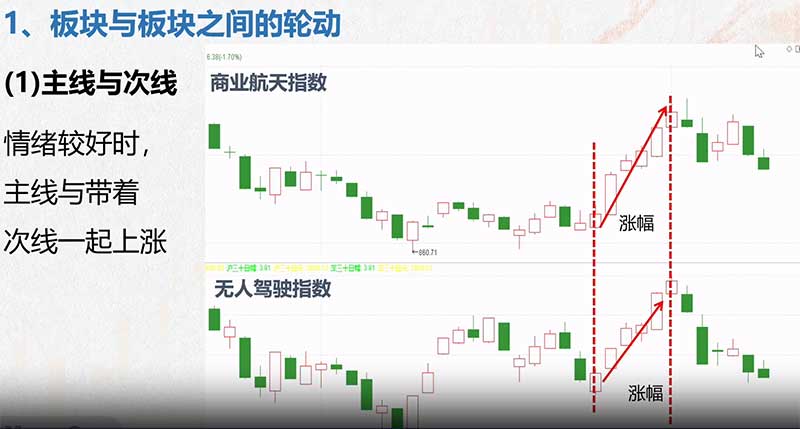 1、板块与板块之间的轮动
6.38(-1.70%)
(1)主线与次线
商业航天指数
情绪较好时，
主线与带着
次线一起上涨
涨幅
←860.71
无人驾驶指数
涨幅